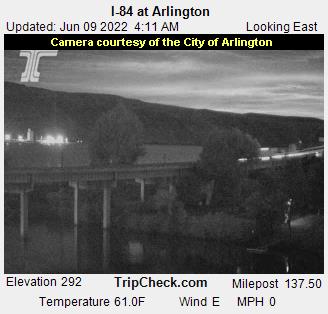 I-84 at Arlington
Updated: Jun 09 2022 4:11 AM Looking East
Camera courtesy of the City of Arlington
Elevation 292 TripCheck.com Milepost 137.50
Temperature 61.0F Wind E MPH 0